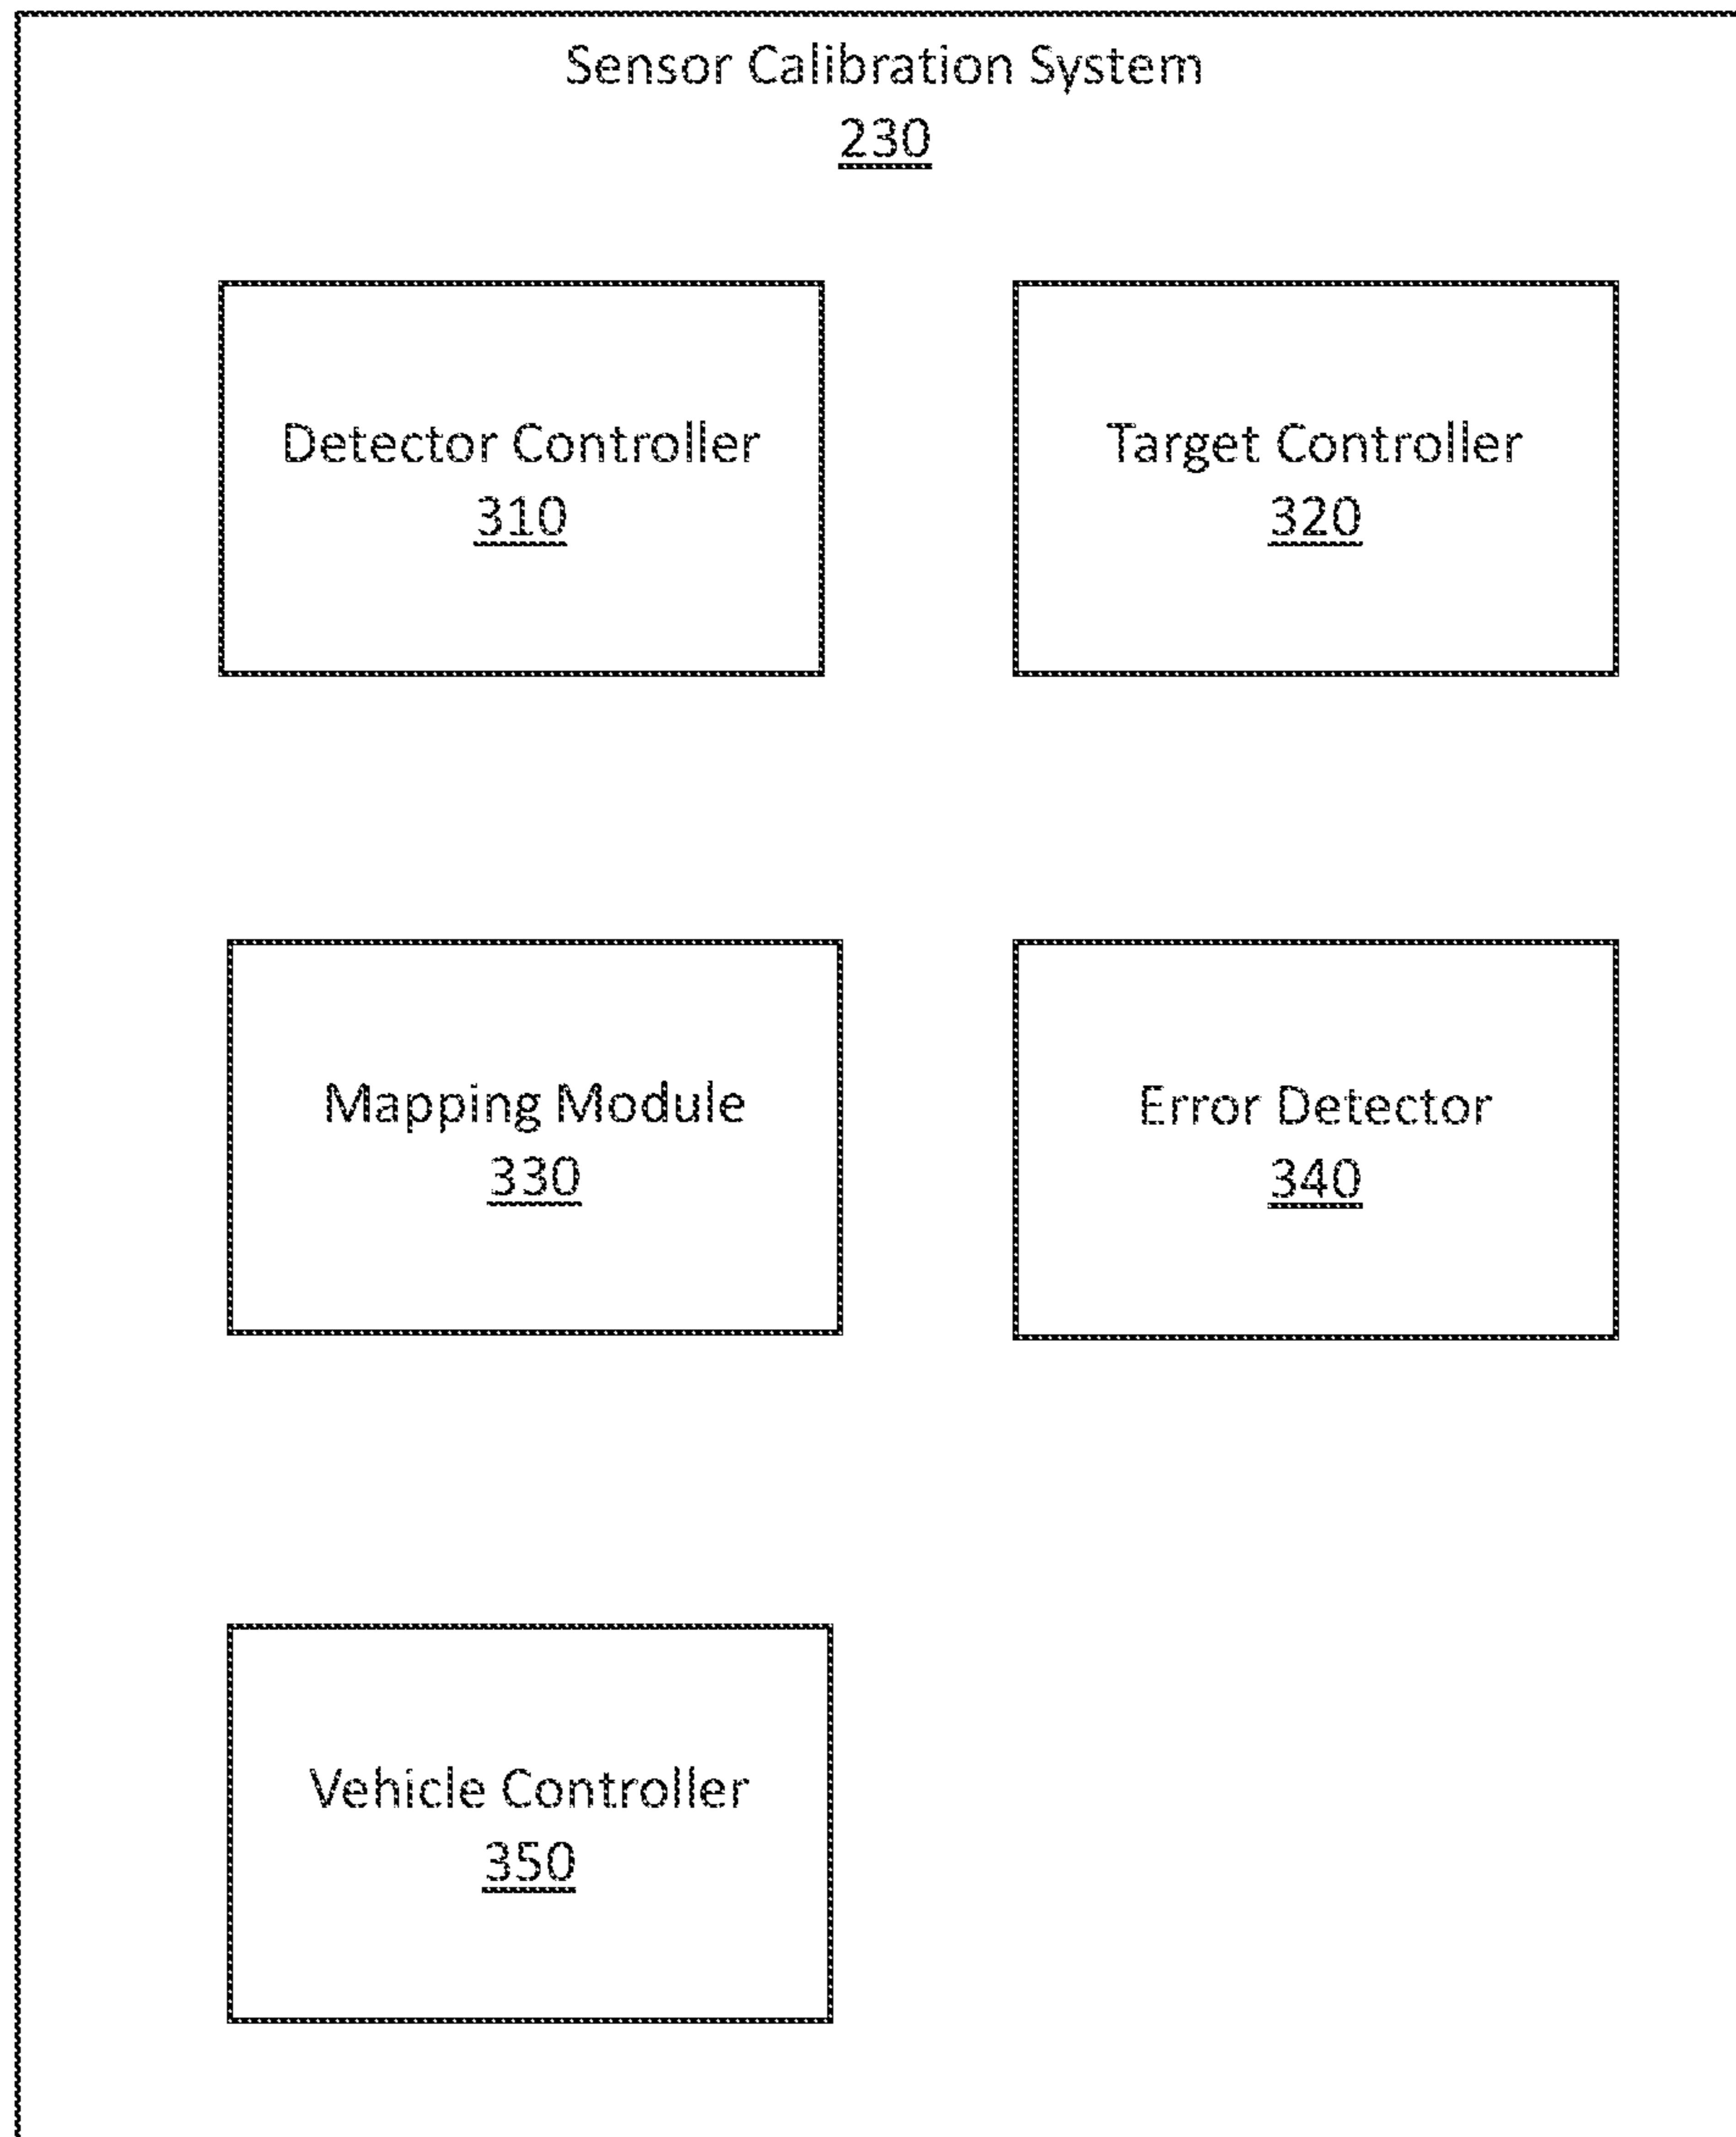 Sensor Calibration System
230
Detector Controller
310
Target Controller
320
Mapping Module
330
Error Detector
340
Vehicle Controller
350